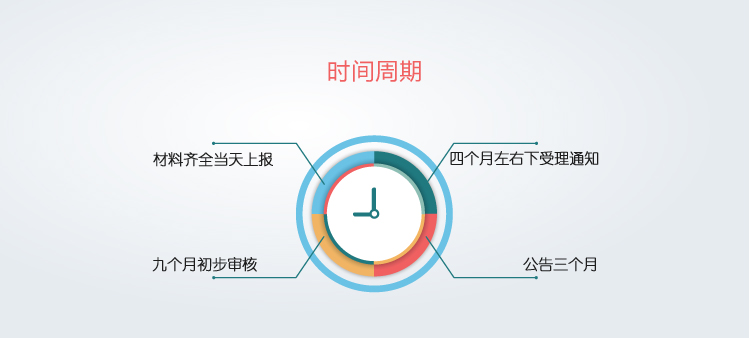 时间周期
材料齐全当天上报
四个月左右下受理通知
九个月初步审核
公告三个月